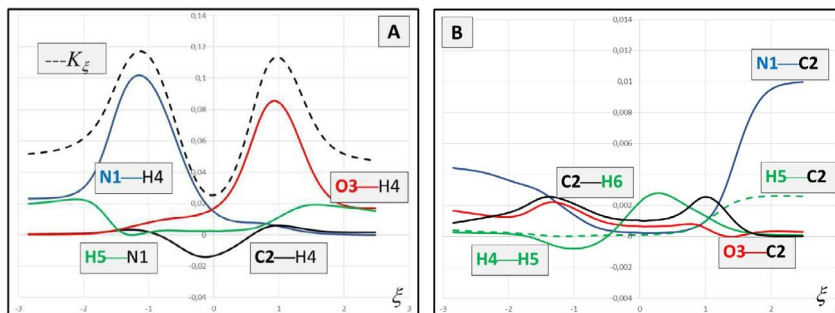 0,14
A
---Kξ
0,12
0,1
0,08
0,06
N1—H4
O3—H4
0,04
0,02
0
H5—N1
C2—H4
-0,02
-0,04
-3 -2 -1 0 1 2 3
ξ
B
0,014
0,012
N1—C2
0,01
0,008
0,006
C2—H6
H5—C2
0,004
0,002
0
H4—H5
O3—C2
-0,002
-0,004
-3 -2 -1 0 1 2 3
ξ